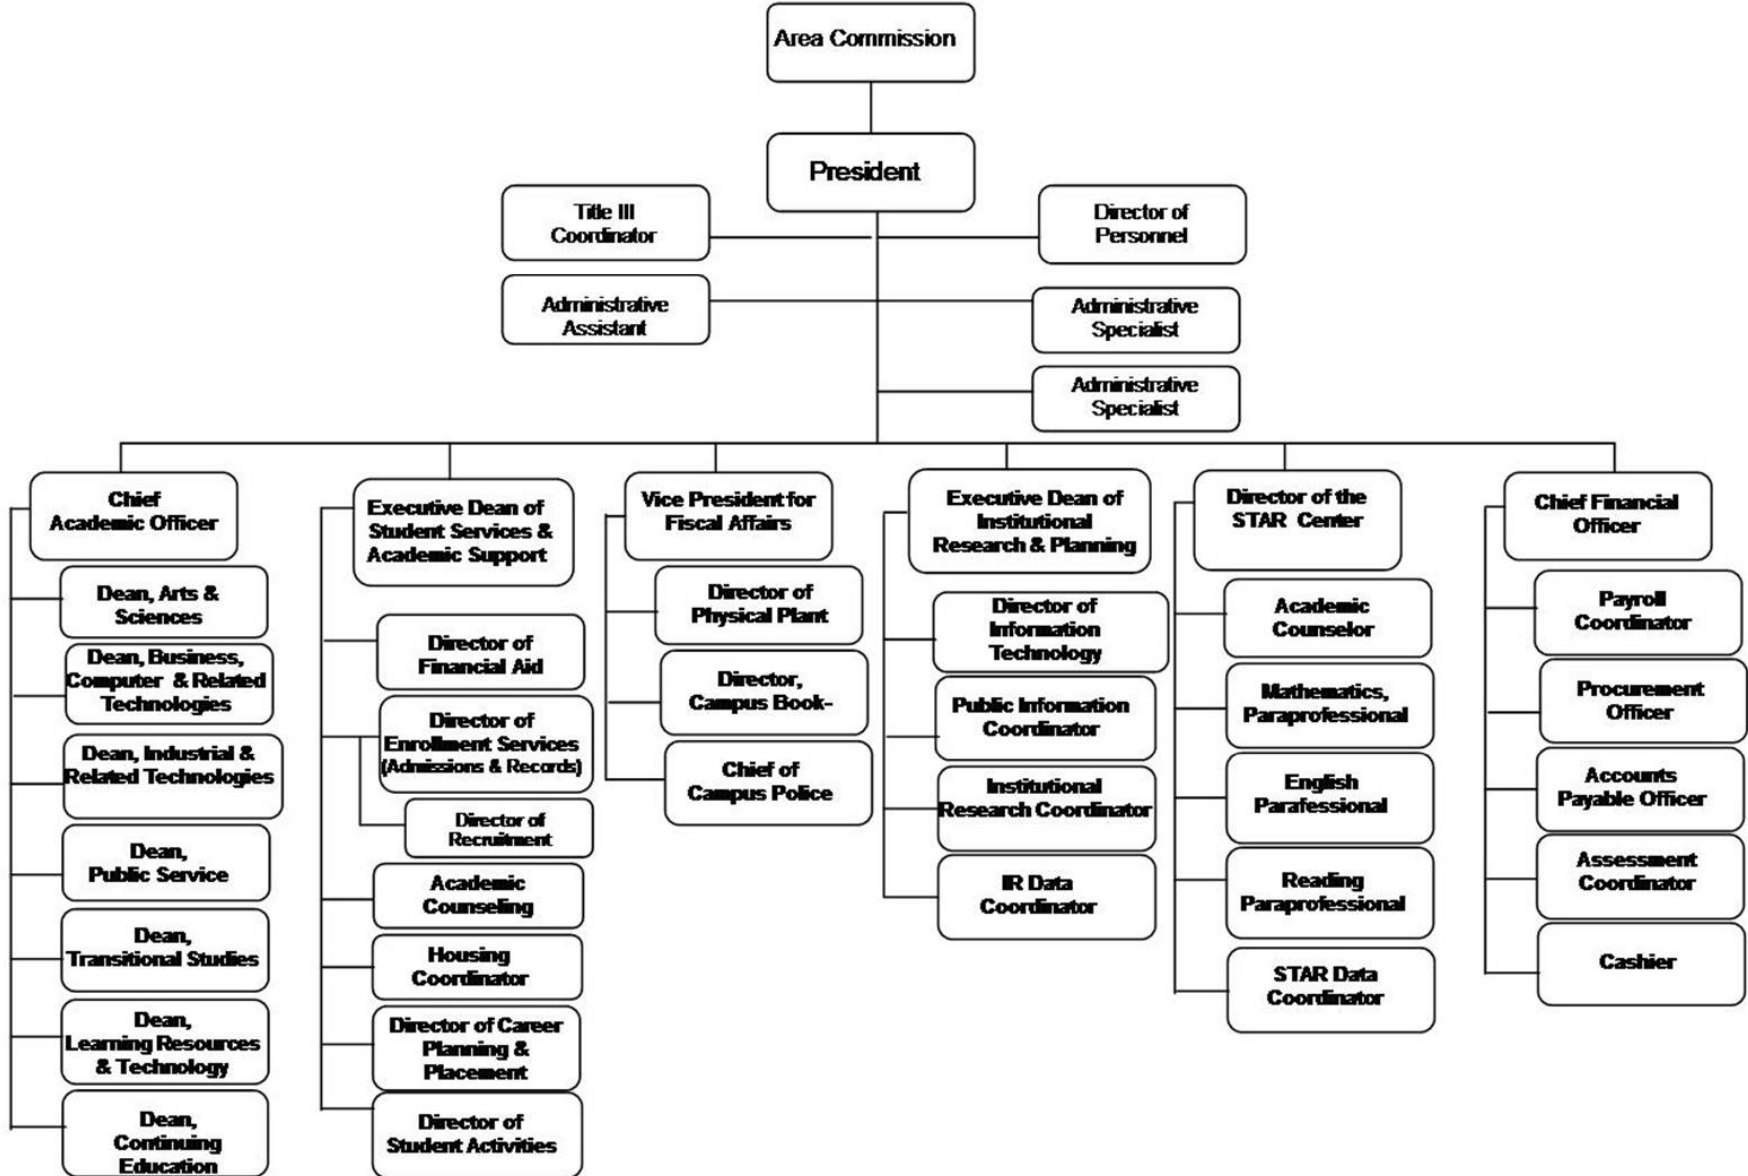 Area Commission
President
Title III
Coordinator
Director of
Personnel
Administrative
Assistant
Administrative
Specialist
Administrative
Specialist
Chief
Academic Officer
Dean, Arts &
Sciences
Dean, Business,
Computer & Related
Technologies
Dean, Industrial &
Related Technologies
Dean,
Public Service
Dean,
Transitional Studies
Dean,
Learning Resources
& Technology
Dean,
Continuing
Education
Executive Dean of
Student Services &
Academic Support
Director of
Financial Aid
Director of
Enrollment Services
(Admissions & Records)
Director of
Recruitment
Academic
Counseling
Housing
Coordinator
Director of Career
Planning &
Placement
Director of
Student Activities
Vice President for
Fiscal Affairs
Director of
Physical Plant
Director,
Campus Book-
Chief of
Campus Police
Executive Dean of
Institutional
Research & Planning
Director of
Information
Technology
Public Information
Coordinator
Institutional
Research Coordinator
IR Data
Coordinator
Director of the
STAR Center
Academic
Counselor
Mathematics,
Paraprofessional
English
Parafessional
Reading
Paraprofessional
STAR Data
Coordinator
Chief Financial
Officer
Payroll
Coordinator
Procurement
Officer
Accounts
Payable Officer
Assessment
Coordinator
Cashier